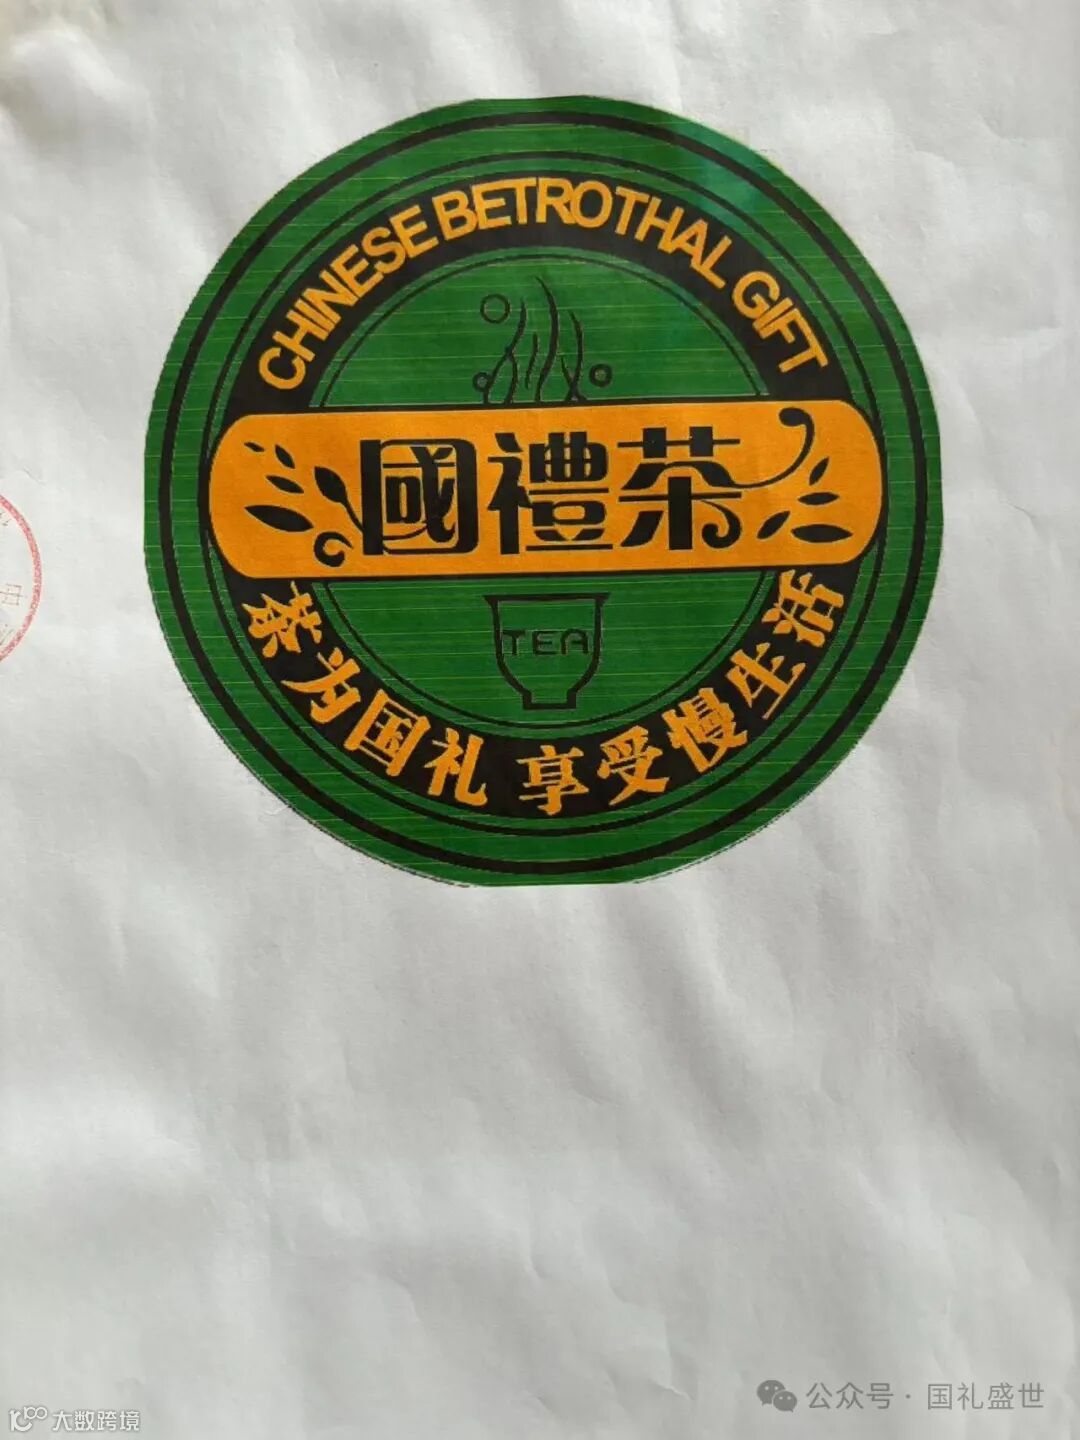 CHINESE BETROTHAL GIFT
國禮茶
TEA
茶为国礼 享受慢生活
中
公众号·国礼盛世
大数跨境